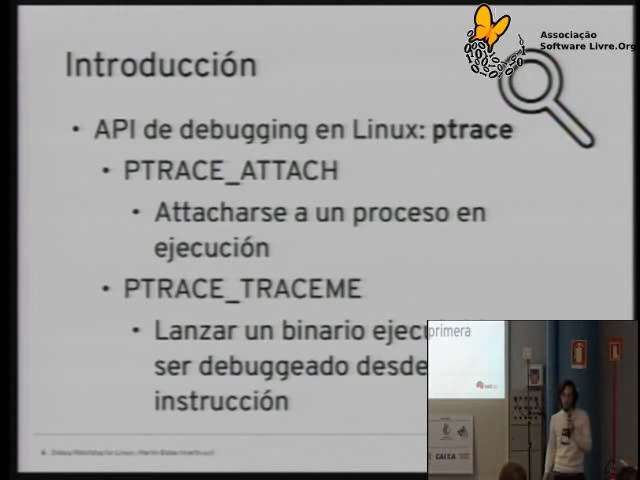 Associação
Software Livre.Org
Introducción
• API de debugging en Linux: ptrace
• PTRACE_ATTACH
• Attacharse a un proceso en
ejecución
• PTRACE_TRACEME
• Lanzar un binario
ser debuggeado desde
instrucción
primera
CAIXA